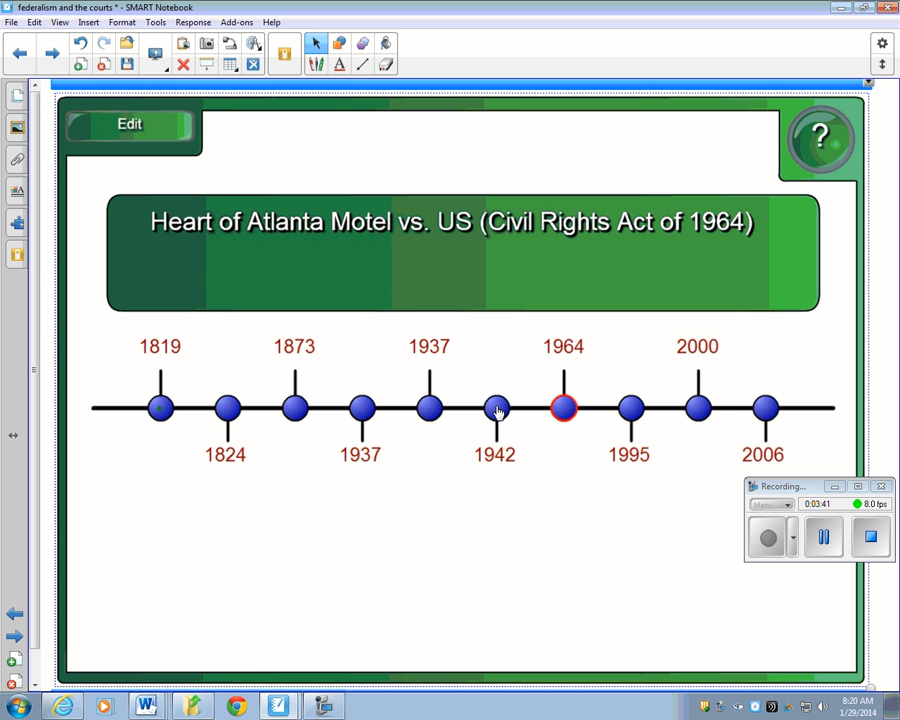 federalism and the courts * - SMART Notebook
File Edit View Insert Format Tools Response Add-ons Help
Edit
?
Heart of Atlanta Motel vs. US (Civil Rights Act of 1964)
1819 1873 1937 1964 2000
1824 1937 1942 1995 2006
Recording...
Menu 0:03:41 8.0 fps
8:20 AM
1/29/2014